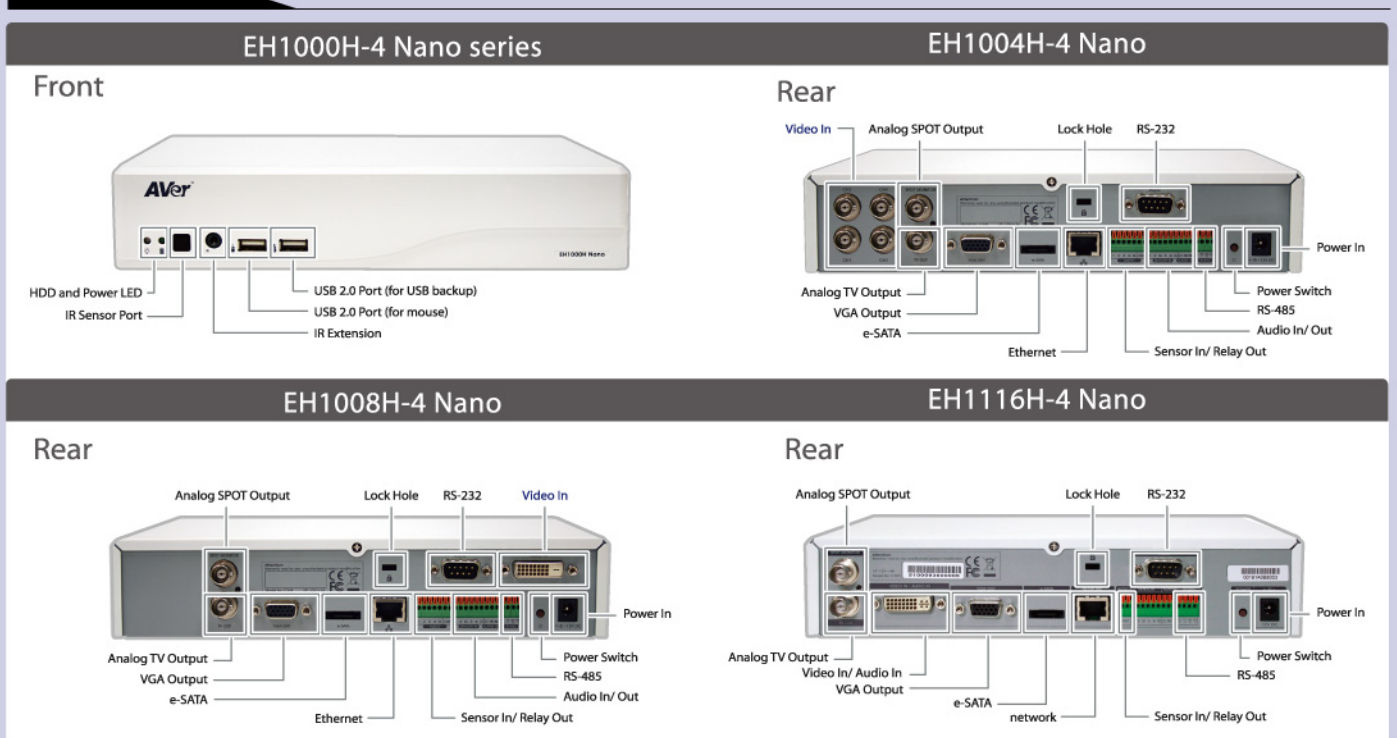 EH1000H-4 Nano series
Front
AVer
EH1000H Nano
HDD and Power LED
IR Sensor Port
USB 2.0 Port (for USB backup)
USB 2.0 Port (for mouse)
IR Extension
EH1004H-4 Nano
Rear
Video In
Analog SPOT Output
Lock Hole
RS-232
Power In
Analog TV Output
VGA Output
e-SATA
Ethernet
Power Switch
RS-485
Audio In/ Out
Sensor In/ Relay Out
EH1008H-4 Nano
Rear
Analog SPOT Output
Lock Hole
RS-232
Video In
Power In
Analog TV Output
VGA Output
e-SATA
Ethernet
Power Switch
RS-485
Audio In/ Out
Sensor In/ Relay Out
EH1116H-4 Nano
Rear
Analog SPOT Output
Lock Hole
RS-232
Power In
Analog TV Output
Video In/ Audio In
VGA Output
e-SATA
network
Power Switch
RS-485
Sensor In/ Relay Out